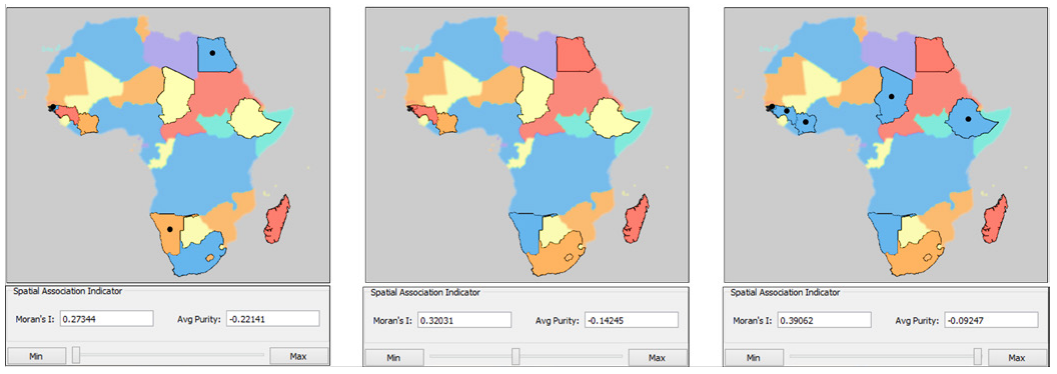 Spatial Association Indicator
Moran's I: 0.27344 Avg Purity: -0.22141
Min Max
Spatial Association Indicator
Moran's I: 0.32031 Avg Purity: -0.14245
Min Max
Spatial Association Indicator
Moran's I: 0.39062 Avg Purity: -0.09247
Min Max